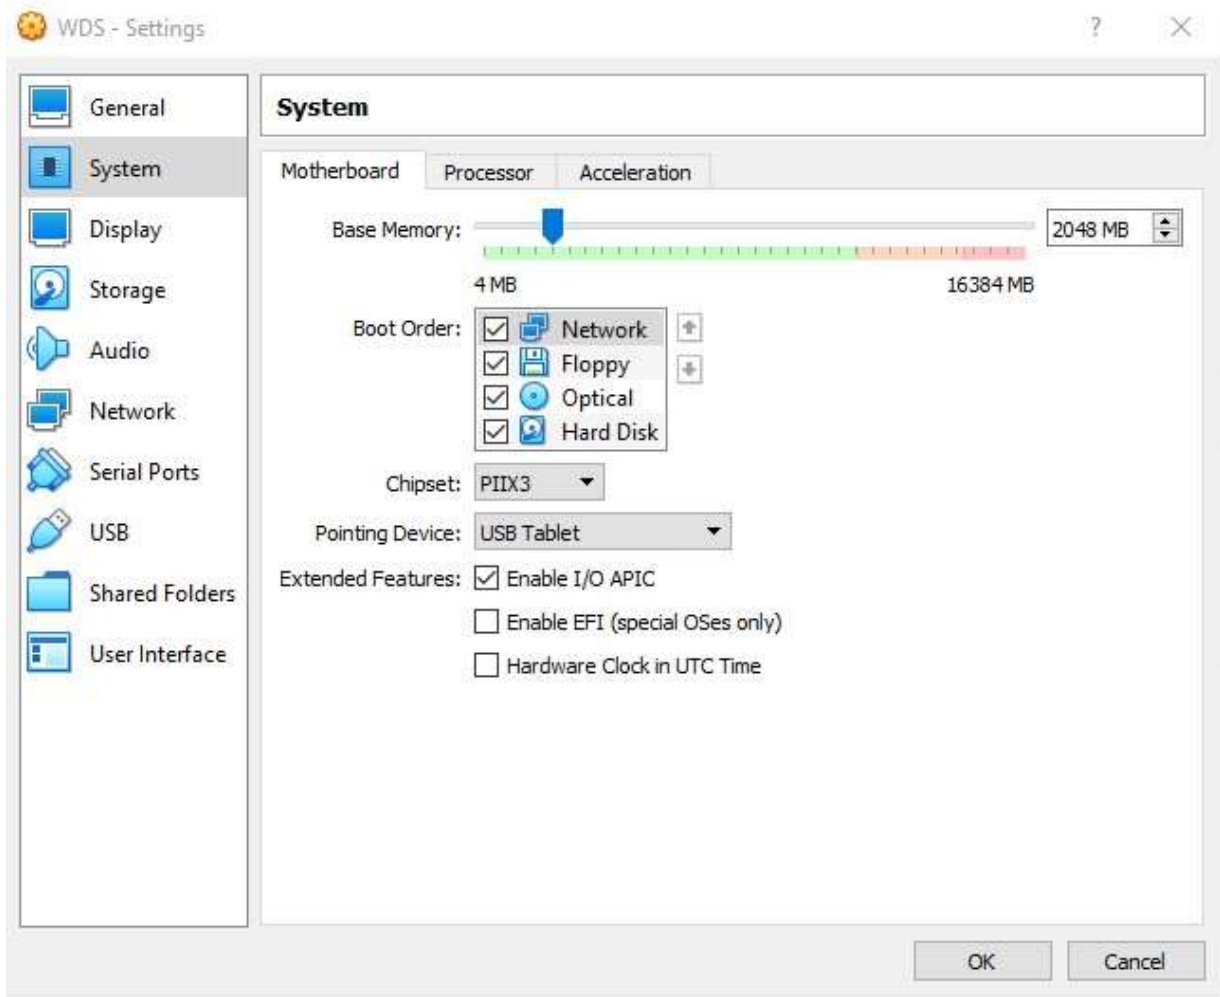 WDS - Settings ?
General
System
Display
Storage
Audio
Network
Serial Ports
USB
Shared Folders
User Interface
System
Motherboard Processor Acceleration
Base Memory: 2048 MB
4 MB 16384 MB
Boot Order: Network
Floppy
Optical
Hard Disk
Chipset: PIIX3
Pointing Device: USB Tablet
Extended Features: Enable I/O APIC
Enable EFI (special OSes only)
Hardware Clock in UTC Time
OK Cancel